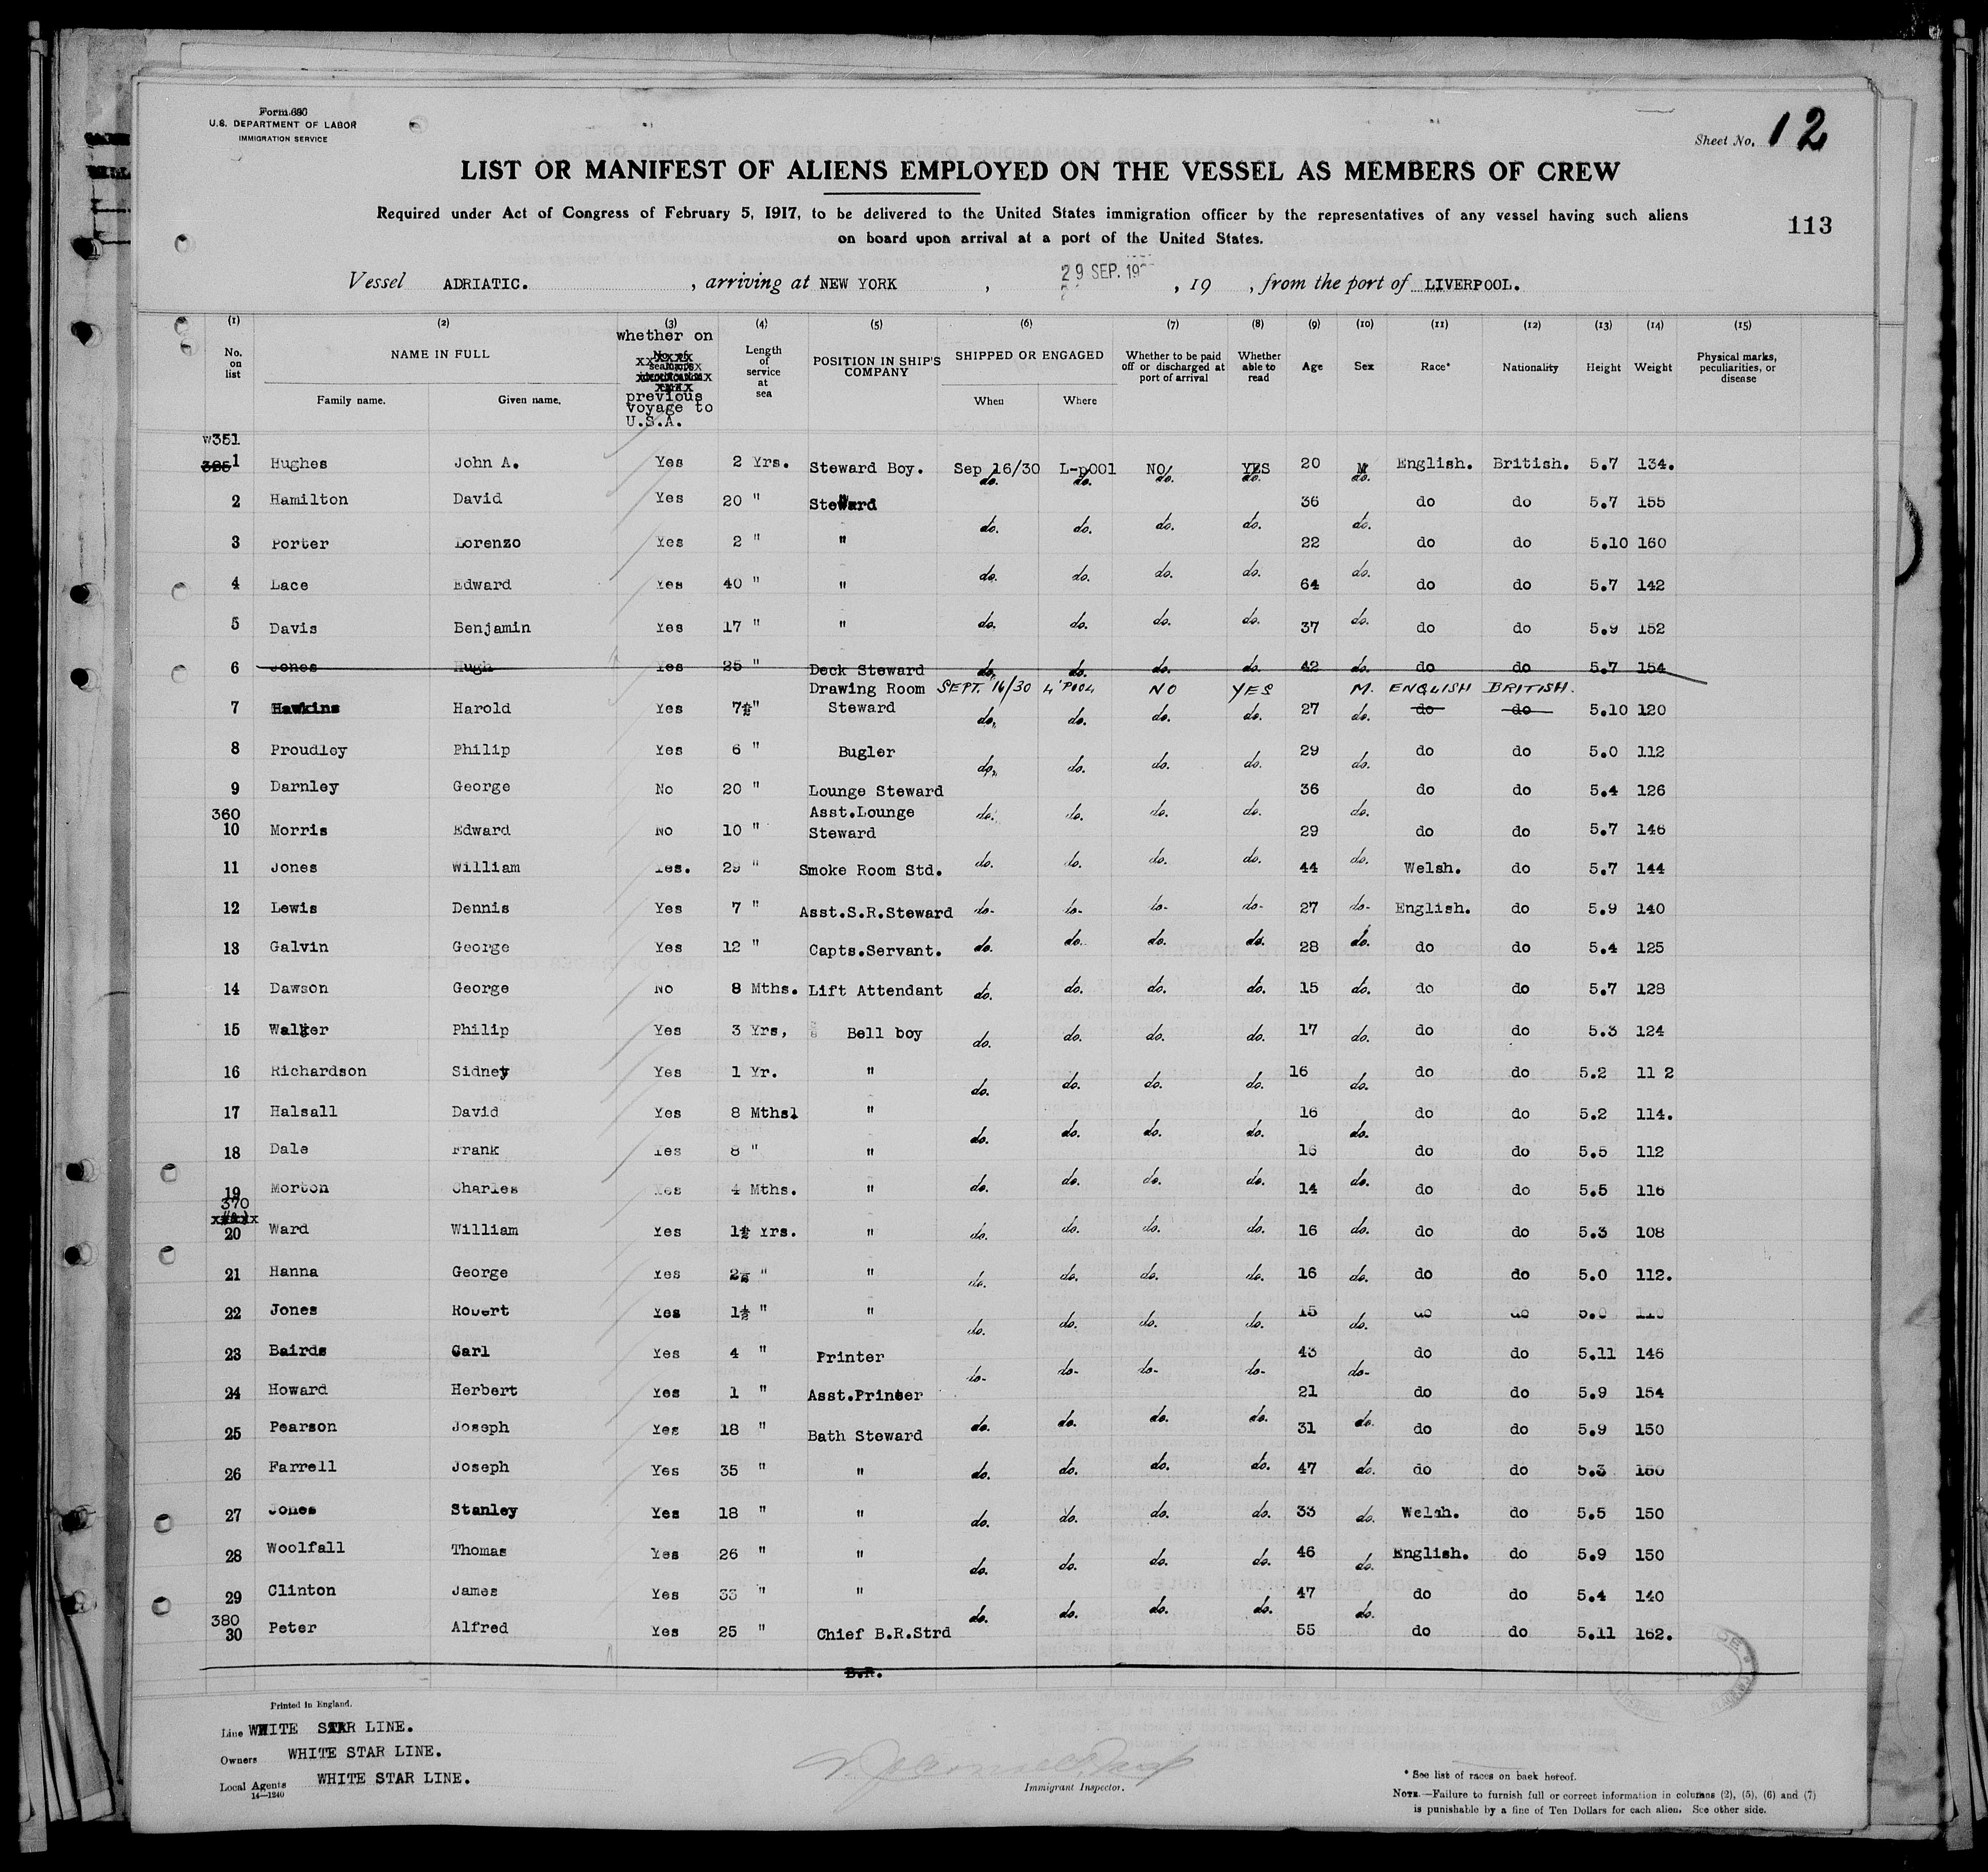 Form 680
U.S. DEPARTMENT OF LABOR
IMMIGRATION SERVICE
Sheet No. 12
LIST OR MANIFEST OF ALIENS EMPLOYED ON THE VESSEL AS MEMBERS OF CREW
Required under Act of Congress of February 5, 1917, to be delivered to the United States immigration officer by the representatives of any vessel having such aliens
on board upon arrival at a port of the United States.
113
Vessel ADRIATIC. , arriving at NEW YORK , 29 SEP. , 19 , from the port of LIVERPOOL.
(1) (2) (3) (4) (5) (6) (7) (8) (9) (10) (11) (12) (13) (14) (15)
No. on list NAME IN FULL Family name. Given name. whether on previous voyage to U.S.A. Length of service at sea POSITION IN SHIP'S COMPANY SHIPPED OR ENGAGED When Where Whether to be paid off or discharged at port of arrival Whether able to read Age Sex Race* Nationality Height Weight Physical marks, peculiarities, or disease
W351
1 Hughes John A. Yes 2 Yrs. Steward Boy. Sep 16/30 L-pOOl NO YES 20 M English. British. 5.7 134.
2 Hamilton David Yes 20 " Steward do. do. do. do. 36 do. do do 5.7 155
3 Porter Lorenzo Yes 2 " " do. do. do. do. 22 do. do do 5.10 160
4 Lace Edward Yes 40 " " do. do. do. do. 64 do. do do 5.7 142
5 Davis Benjamin Yes 17 " " do. do. do. do. 37 do. do do 5.9 152
6 Jones Hugh Yes 25 " Deck Steward do. do. do. do. 42 do. do do 5.7 154
Drawing Room SEPT. 16/30 L'POOL NO YES M. ENGLISH BRITISH.
7 Hawkins Harold Yes 7½" Steward do. do. do. do. 27 do. do do 5.10 120
8 Proudley Philip Yes 6 " Bugler do. do. do. do. 29 do. do do 5.0 112
9 Darnley George No 20 " Lounge Steward 36 do do 5.4 126
360 Asst.Lounge do. do. do. do. do.
10 Morris Edward No 10 " Steward 29 do do 5.7 146
11 Jones William Yes. 29 " Smoke Room Std. do. do. do. do. 44 do. Welsh. do 5.7 144
12 Lewis Dennis Yes 7 " Asst.S.R.Steward do- do- do- do- 27 do- English. do 5.9 140
13 Galvin George Yes 12 " Capts.Servant. do. do. do. do. 28 do. do do 5.4 125
14 Dawson George No 8 Mths. Lift Attendant do. do. do. do. 15 do. do do 5.7 128
15 Walker Philip Yes 3 Yrs, Bell boy do. do. do. do. 17 do. do do 5.3 124
16 Richardson Sidney Yes 1 Yr. " do. do. do. do. 16 do. do do 5.2 11 2
17 Halsall David Yes 8 Mthsl " do. do. do. do. 16 do. do do 5.2 114.
18 Dale Frank Yes 8 " " 15 do do 5.5 112
19 Morton Charles Yes 4 Mths. " do. do. do. do. 14 do. do do 5.5 116
370
20 Ward William Yes 1½ Yrs. " do. do. do. do. 16 do. do do 5.3 108
21 Hanna George Yes 2½ " " do. do. do. do. 16 do. do do 5.0 112.
22 Jones Robert Yes 1½ " " do. do. do. do. 15 do. do do 5.0
23 Bairds Carl Yes 4 " Printer do- do- do- do- 43 do- do do 5.11 146
24 Howard Herbert Yes 1 " Asst.Printer 21 do do 5.9 154
25 Pearson Joseph Yes 18 " Bath Steward do. do. do. do. 31 do. do do 5.9 150
26 Farrell Joseph Yes 35 " " do. do. do. do. 47 do. do do 5.3 150
27 Jones Stanley Yes 18 " " do. do. do. do. 33 do. Welsh. do 5.5 150
28 Woolfall Thomas Yes 26 " " do. do. do. do. 46 do. English. do 5.9 150
29 Clinton James Yes 33 " " 47 do do 5.4 140
380 do. do. do. do. do.
30 Peter Alfred Yes 25 " Chief B.R.Strd 55 do do 5.11 162.
B.R.
Printed in England.
Line WHITE STAR LINE.
Owners WHITE STAR LINE.
Local Agents WHITE STAR LINE.
14—1240
Immigrant Inspector.
* See list of races on back hereof.
NOTE.—Failure to furnish full or correct information in columns (2), (5), (6) and (7)
is punishable by a fine of Ten Dollars for each alien. See other side.